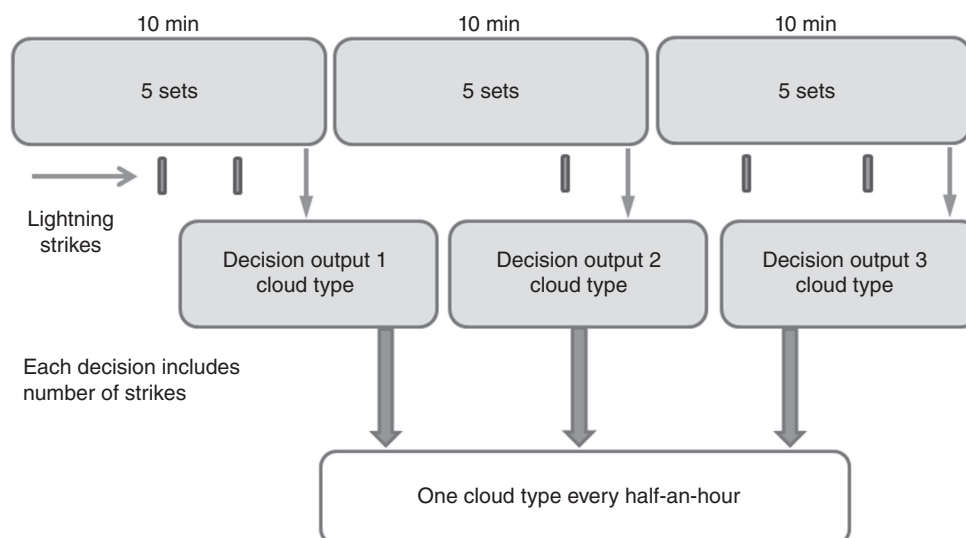 10 min
10 min
10 min
5 sets
5 sets
5 sets
Lightning
strikes
Decision output 1
cloud type
Decision output 2
cloud type
Decision output 3
cloud type
Each decision includes
number of strikes
One cloud type every half-an-hour